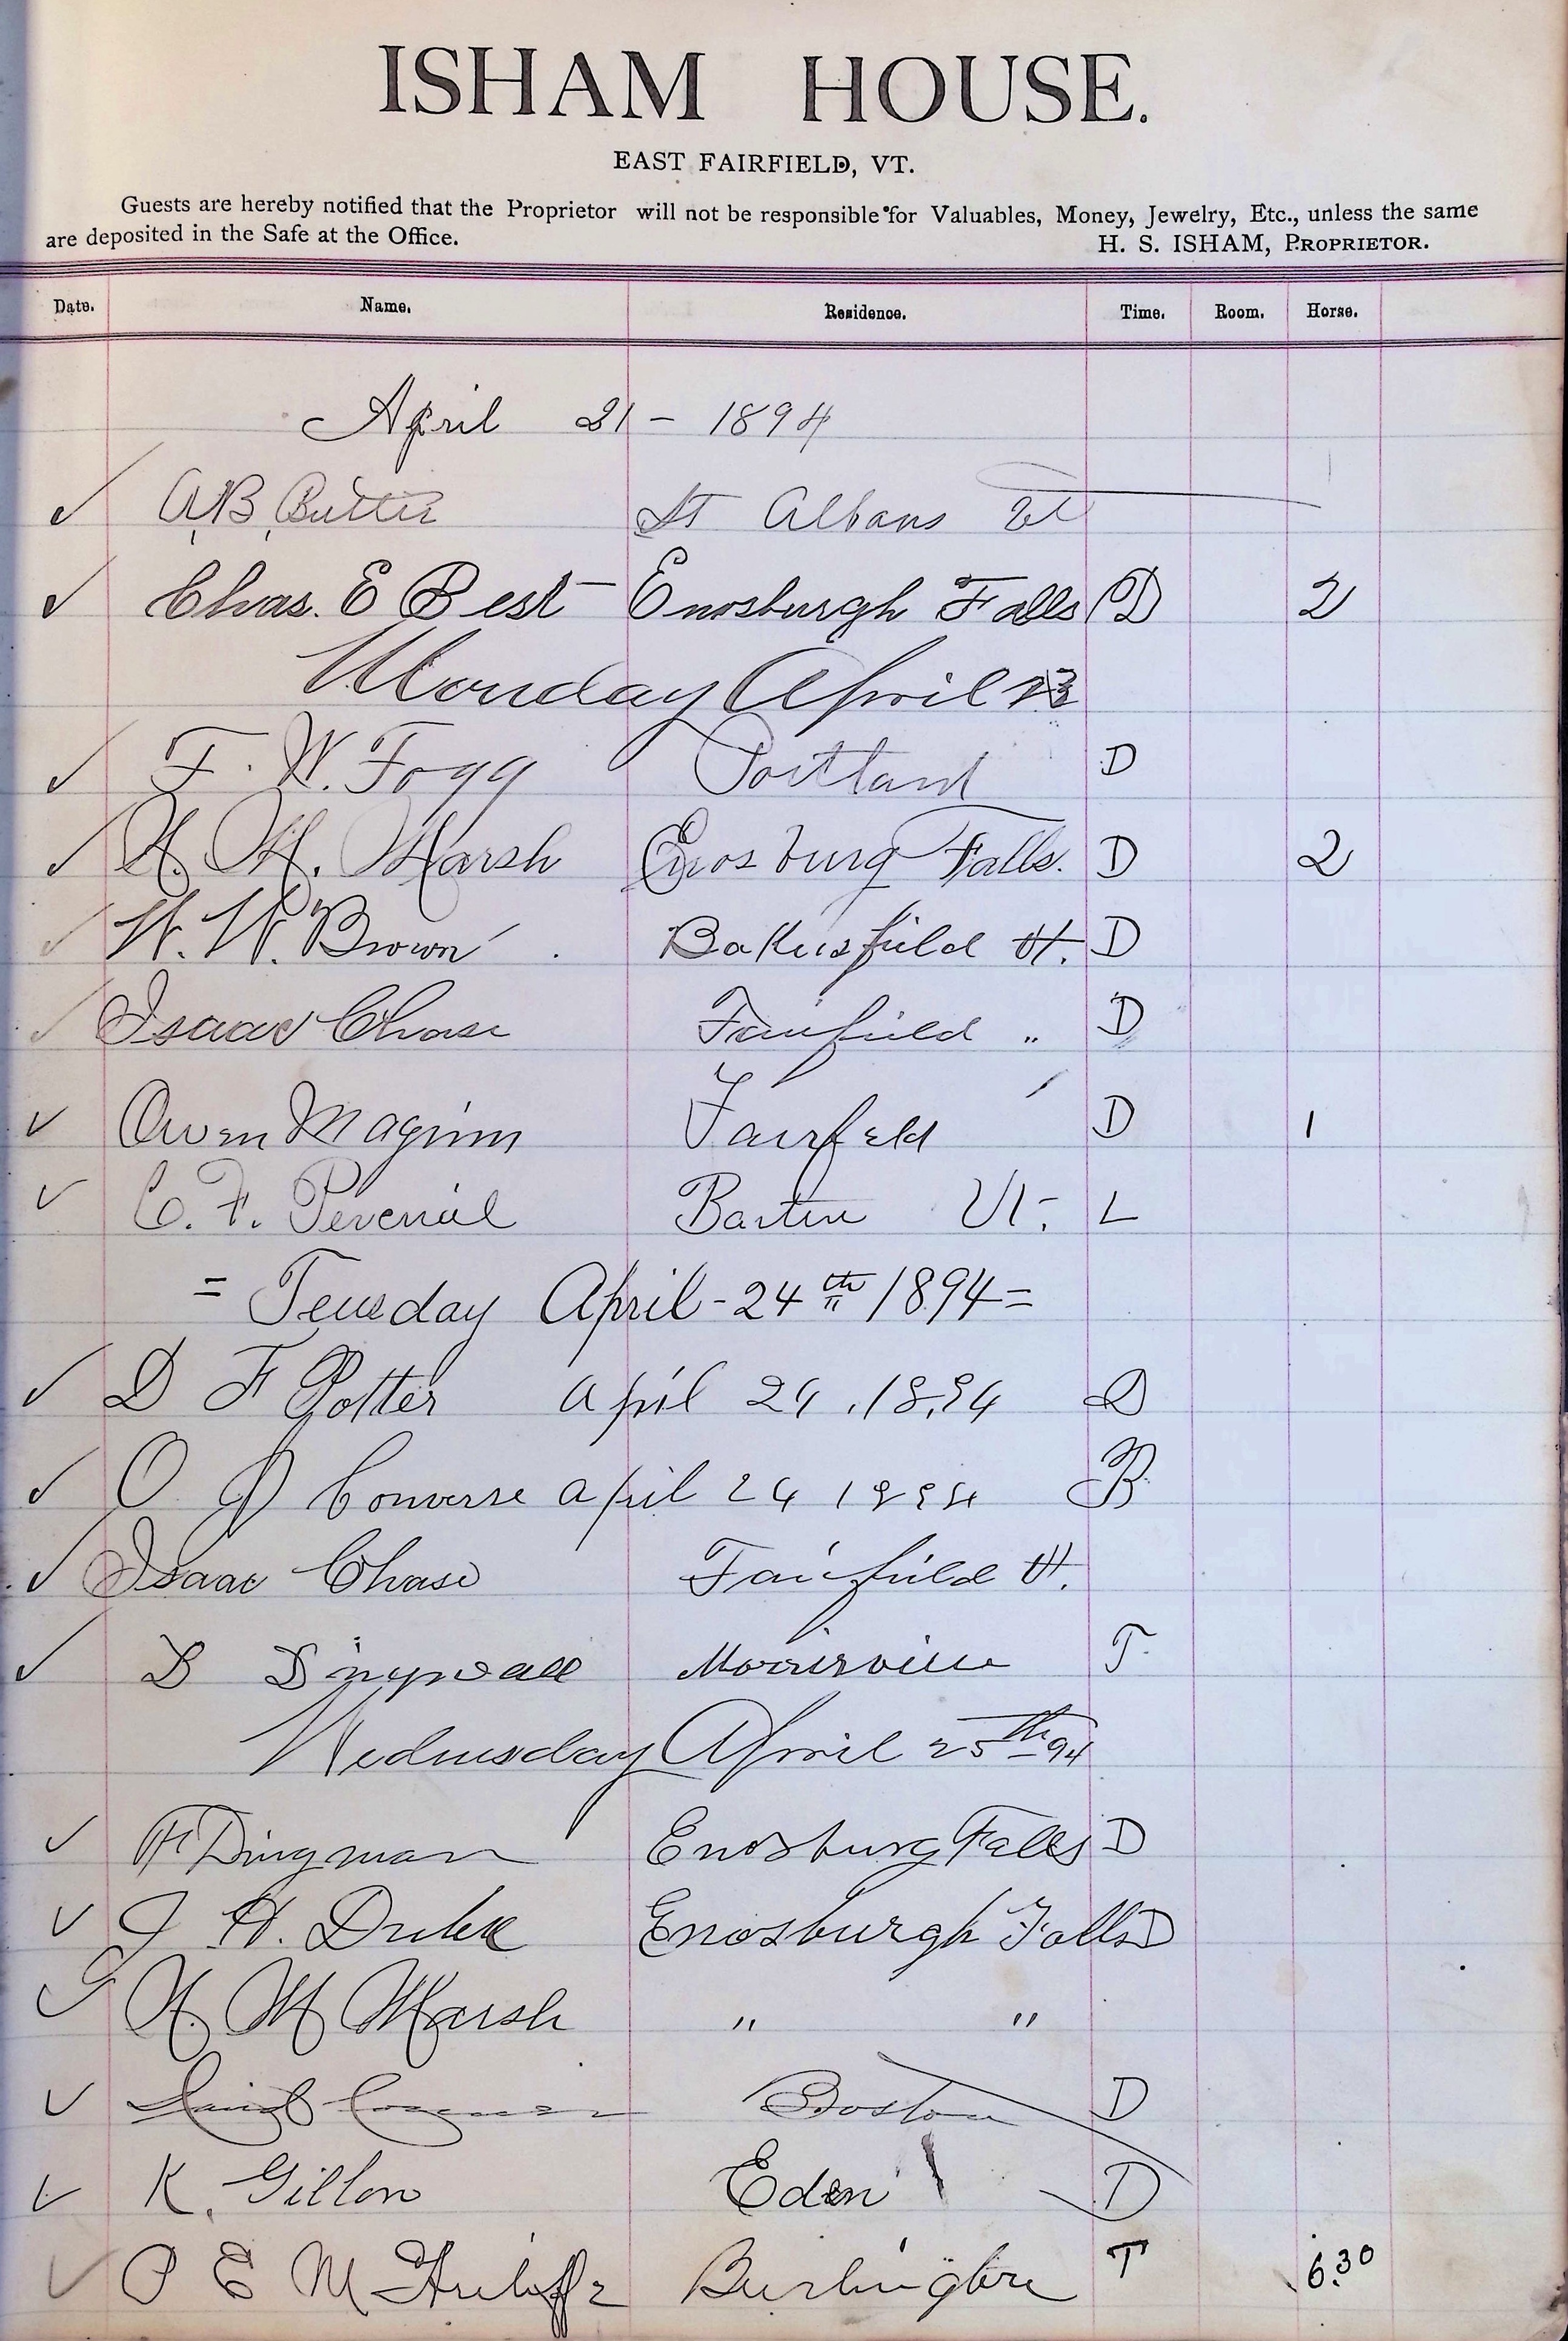 ISHAM HOUSE.
EAST FAIRFIELD, VT.
Guests are hereby notified that the Proprietor will not be responsible for Valuables, Money, Jewelry, Etc., unless the same
are deposited in the Safe at the Office. H. S. ISHAM, PROPRIETOR.
Date. Name. Residence. Time. Room. Horse.
April 21 - 1894
✓ A.B. St Albans Vt
✓ Chas. E Best - Enosburgh Falls D 2
Monday April 23
✓ F. W. Fogg Portland D
✓ H. M. Marsh Enosburg Falls. D 2
✓ W. W. Brown. Bakersfield Vt. D
✓ Isaac Chase Fairfield " D
✓ Owen Maginn Fairfield D 1
✓ C. F. Percival Barton Vt. L
= Teusday April - 24th 1894 =
✓ D F Potter April 24, 1894 D
✓ O D Converse April 24 1894 B
✓ Isaac Chase Fairfield Vt.
✓ D Dingwall Morrisville T
Wednesday April 25th 94
✓ F Dingman Enosburg Falls D
✓ J. H. Enosburgh Falls D
✓ H. M Marsh " "
✓ Boston D
✓ K. Gillon Eden D
✓ P E Burlington T 6.30